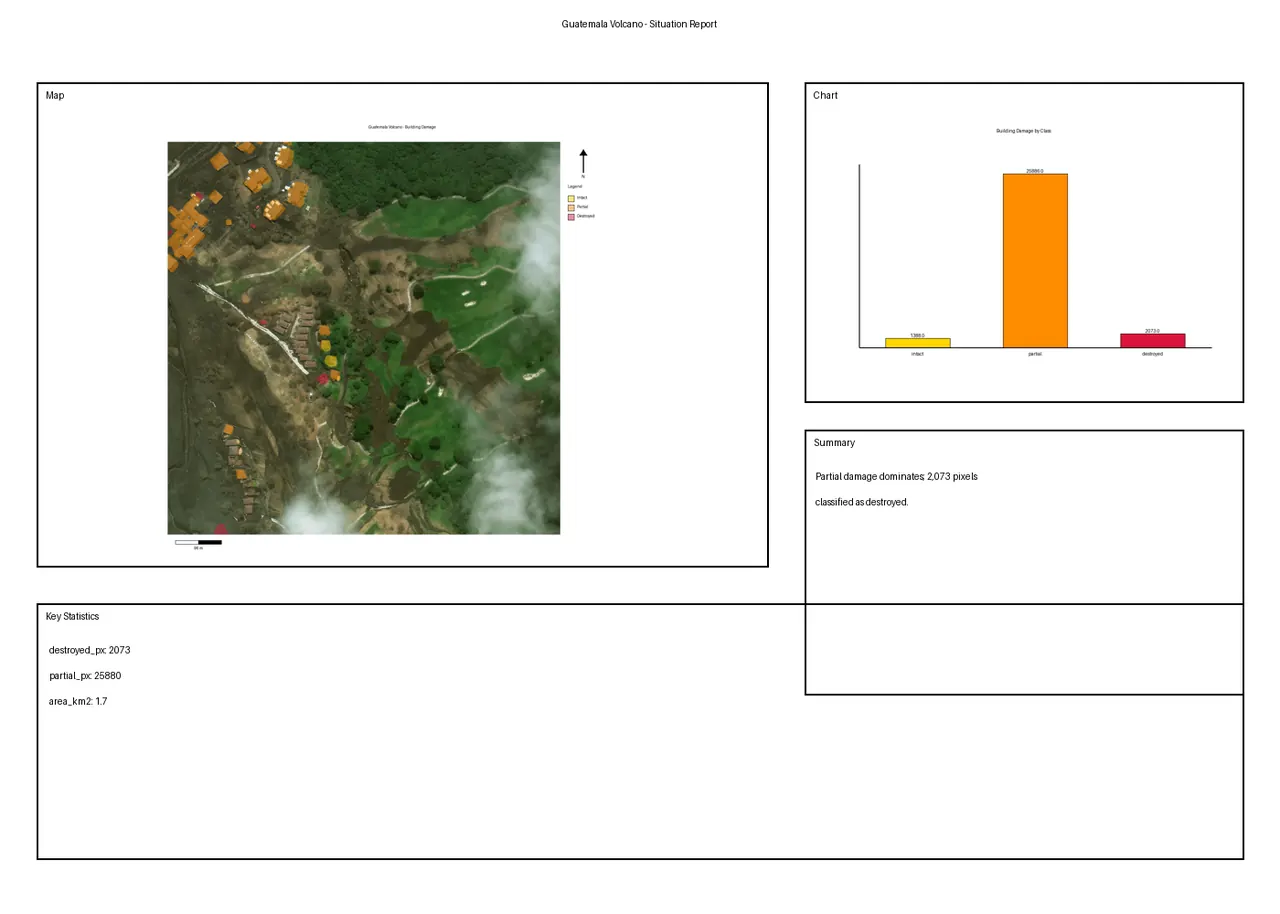 Guatemala Volcano - Situation Report
Map
Guatemala Volcano - Building Damage
N
Legend
Intact
Partial
Destroyed
Chart
Building Damage by Class
25880.0
2073.0
intact
partial
destroyed
Summary
Partial damage dominates; 2,073 pixels
classified as destroyed.
Key Statistics
destroyed_px: 2073
partial_px: 25880
area_km2: 1.7